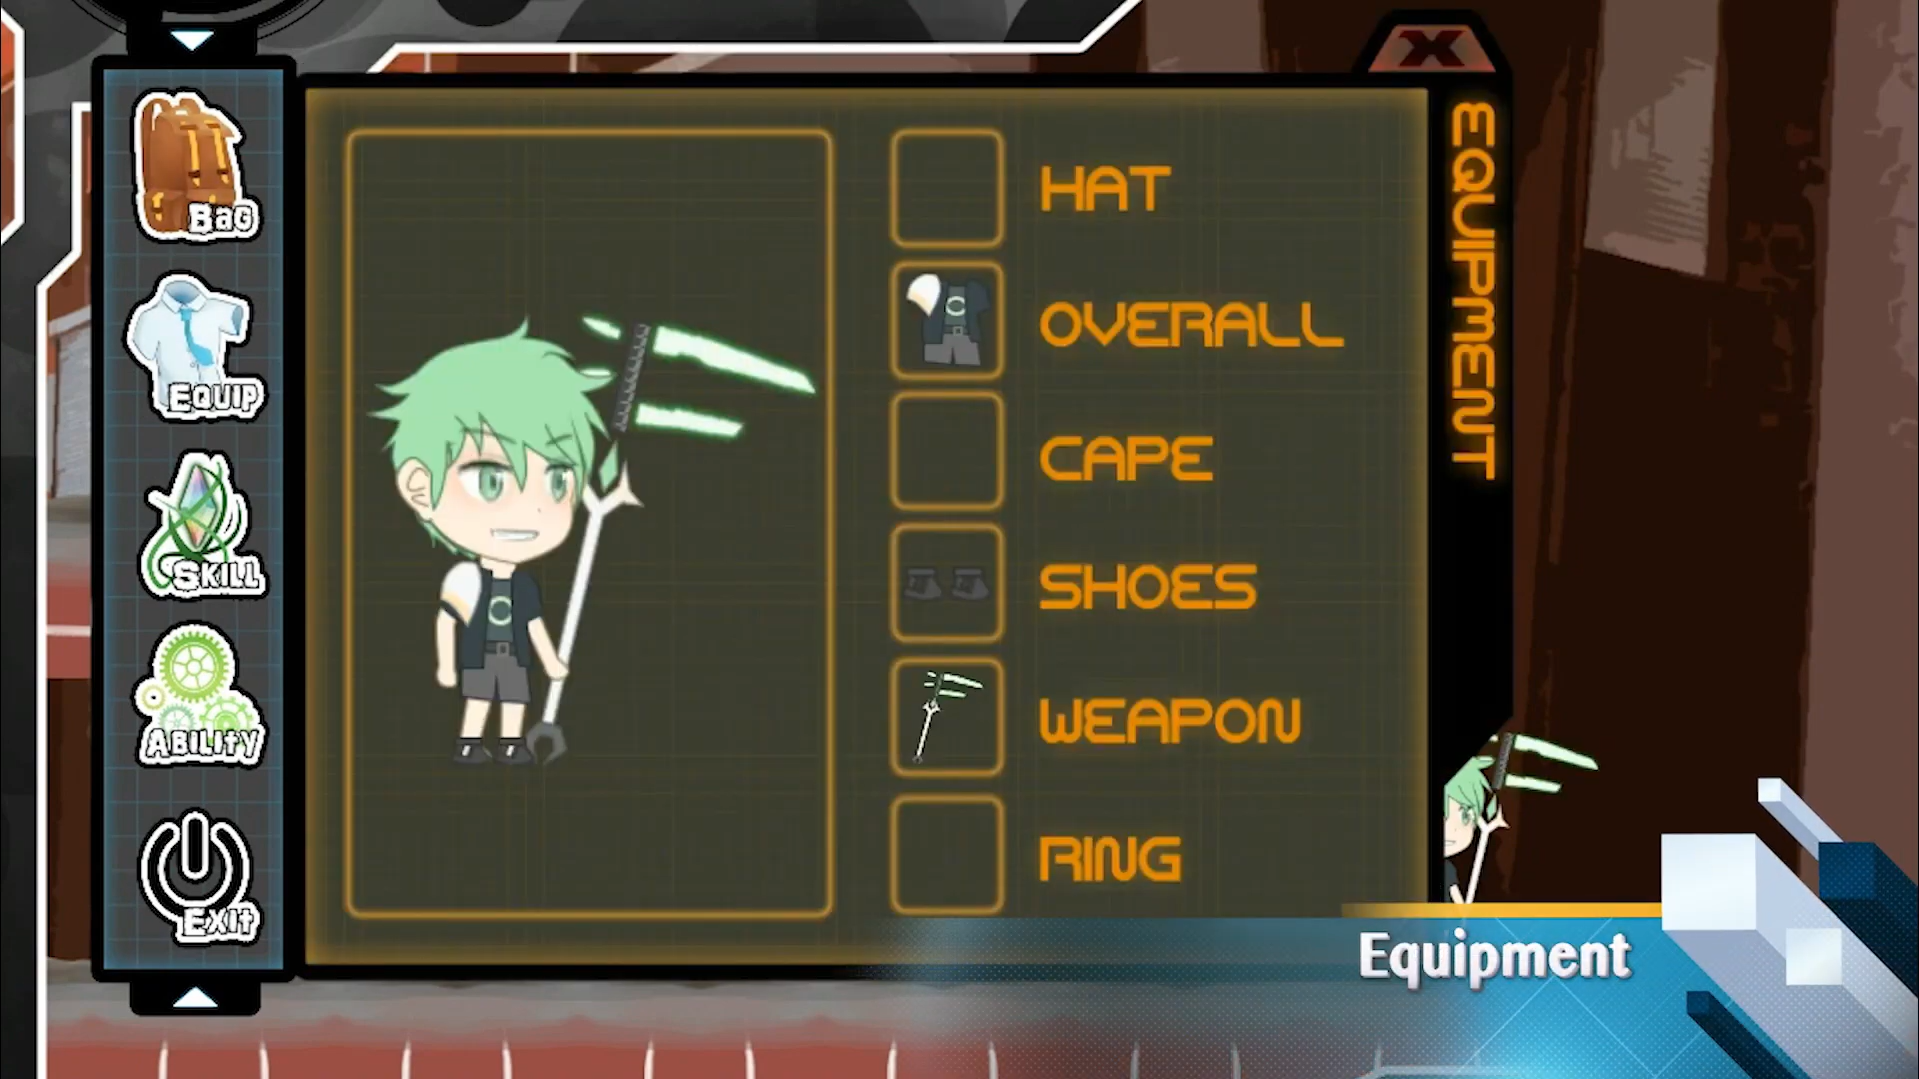 Bag
Equip
Skill
Ability
Exit
HAT
OVERALL
CAPE
SHOES
WEAPON
RING
X
EQUIPMENT
Equipment